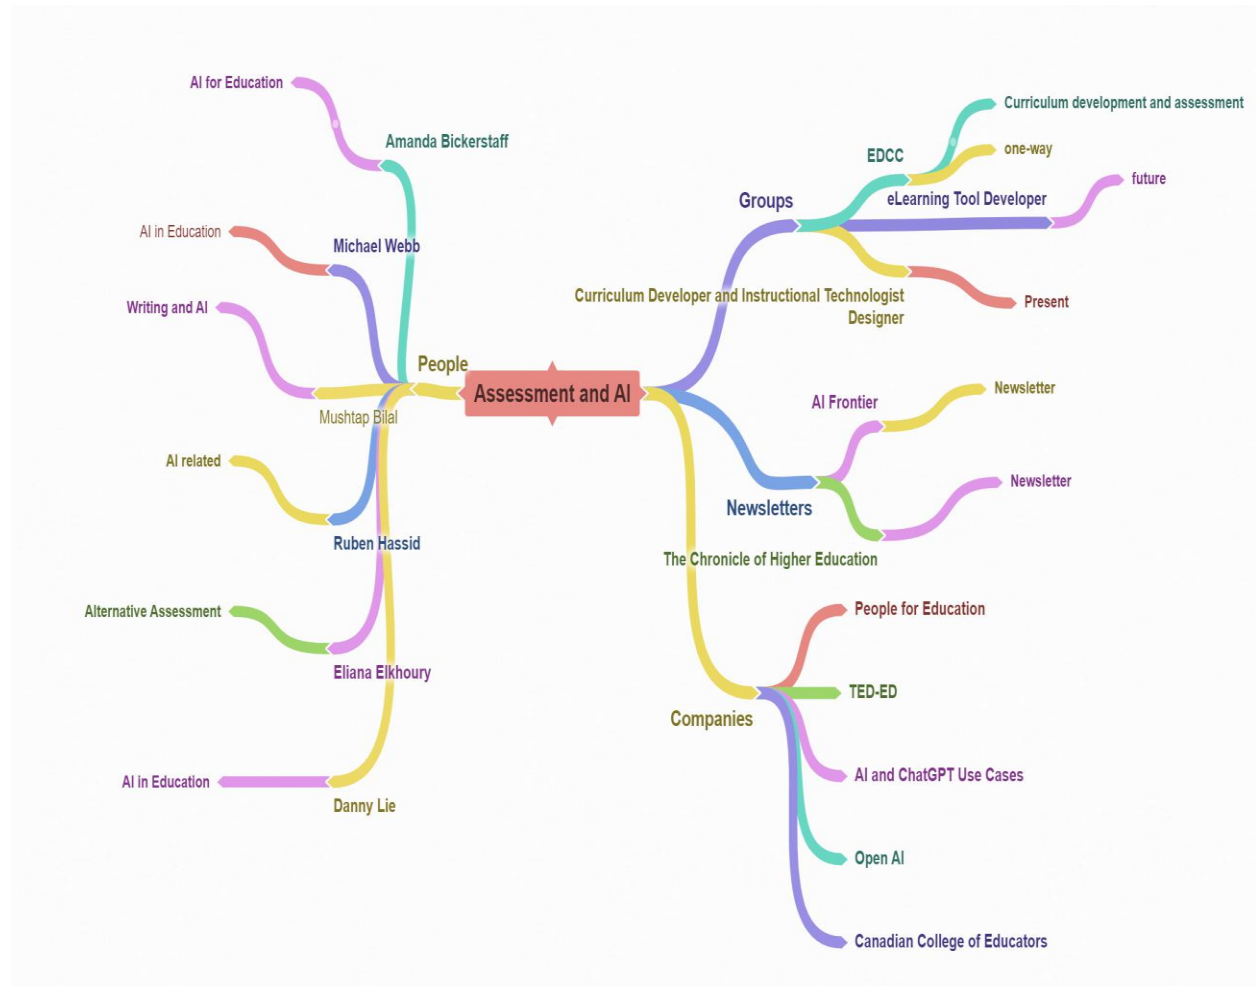 AI for Education
Amanda Bickerstaff
AI in Education
Michael Webb
Writing and AI
Mushtap Bilal
AI related
Ruben Hassid
Alternative Assessment
Eliana Elkhoury
AI in Education
Danny Lie
People
Assessment and AI
Groups
EDCC
Curriculum development and assessment
one-way
eLearning Tool Developer
future
Curriculum Developer and Instructional Technologist
Designer
Present
Newsletters
AI Frontier
Newsletter
The Chronicle of Higher Education
Newsletter
Companies
People for Education
TED-ED
AI and ChatGPT Use Cases
Open AI
Canadian College of Educators